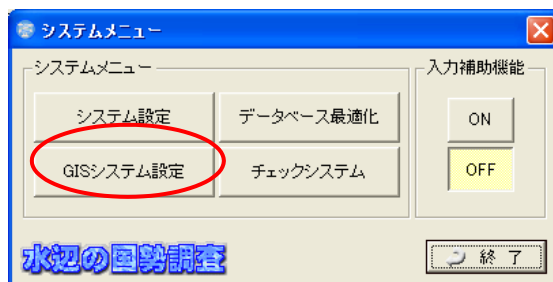 システムメニュー
システムメニュー
入力補助機能
システム設定
データベース最適化
ON
GISシステム設定
チェックシステム
OFF
水辺の国勢調査
終 了